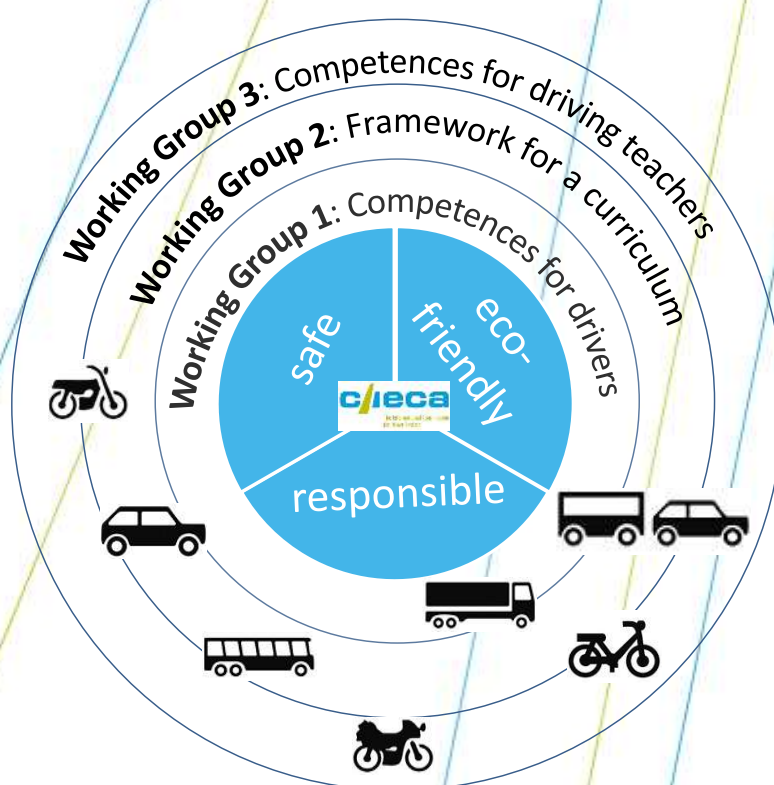 Working Group 3: Competences for driving teachers
Working Group 2: Framework for a curriculum
Working Group 1: Competences for drivers
safe
eco-
friendly
cieca
responsible